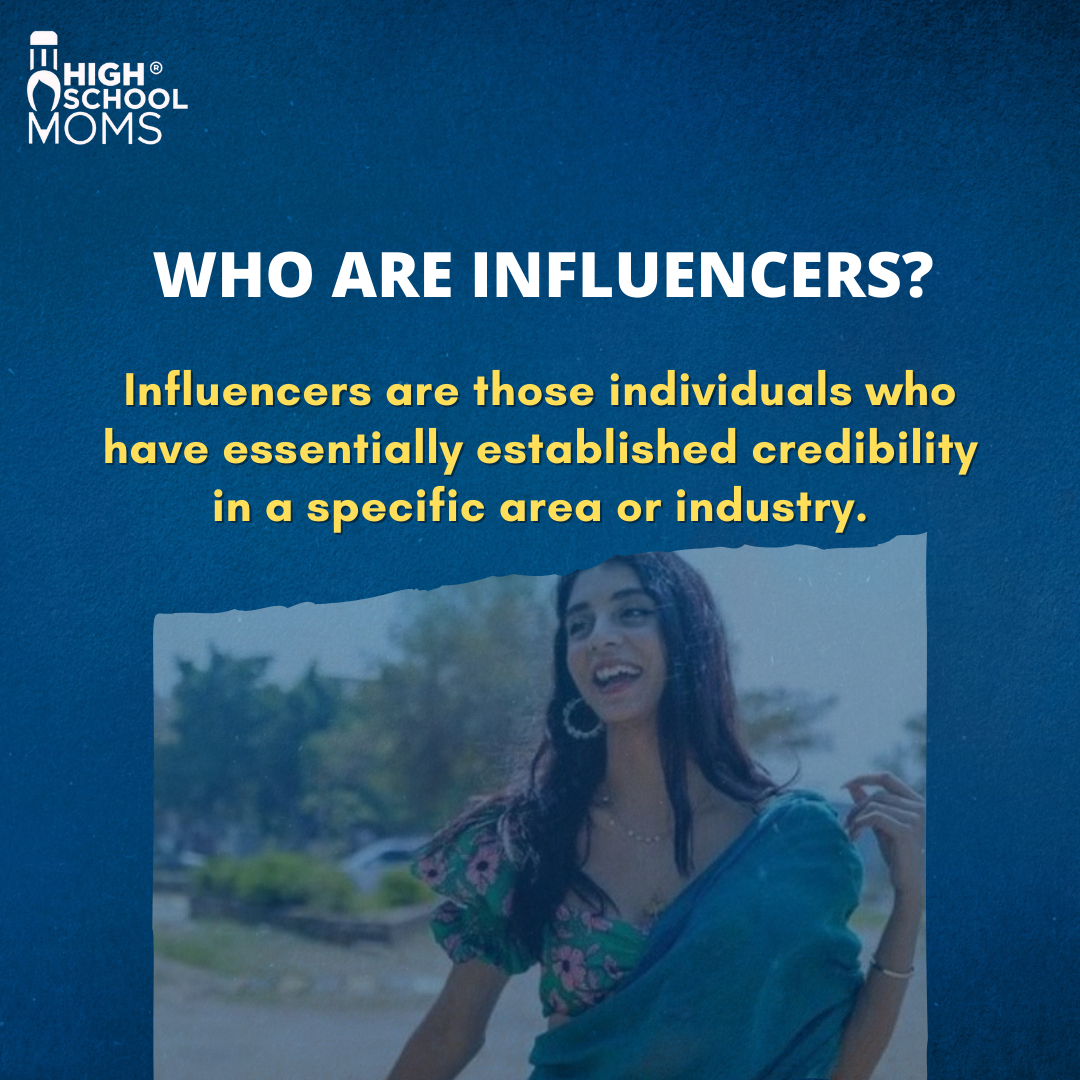 HIGH®
SCHOOL
MOMS
WHO ARE INFLUENCERS?
Influencers are those individuals who
have essentially established credibility
in a specific area or industry.